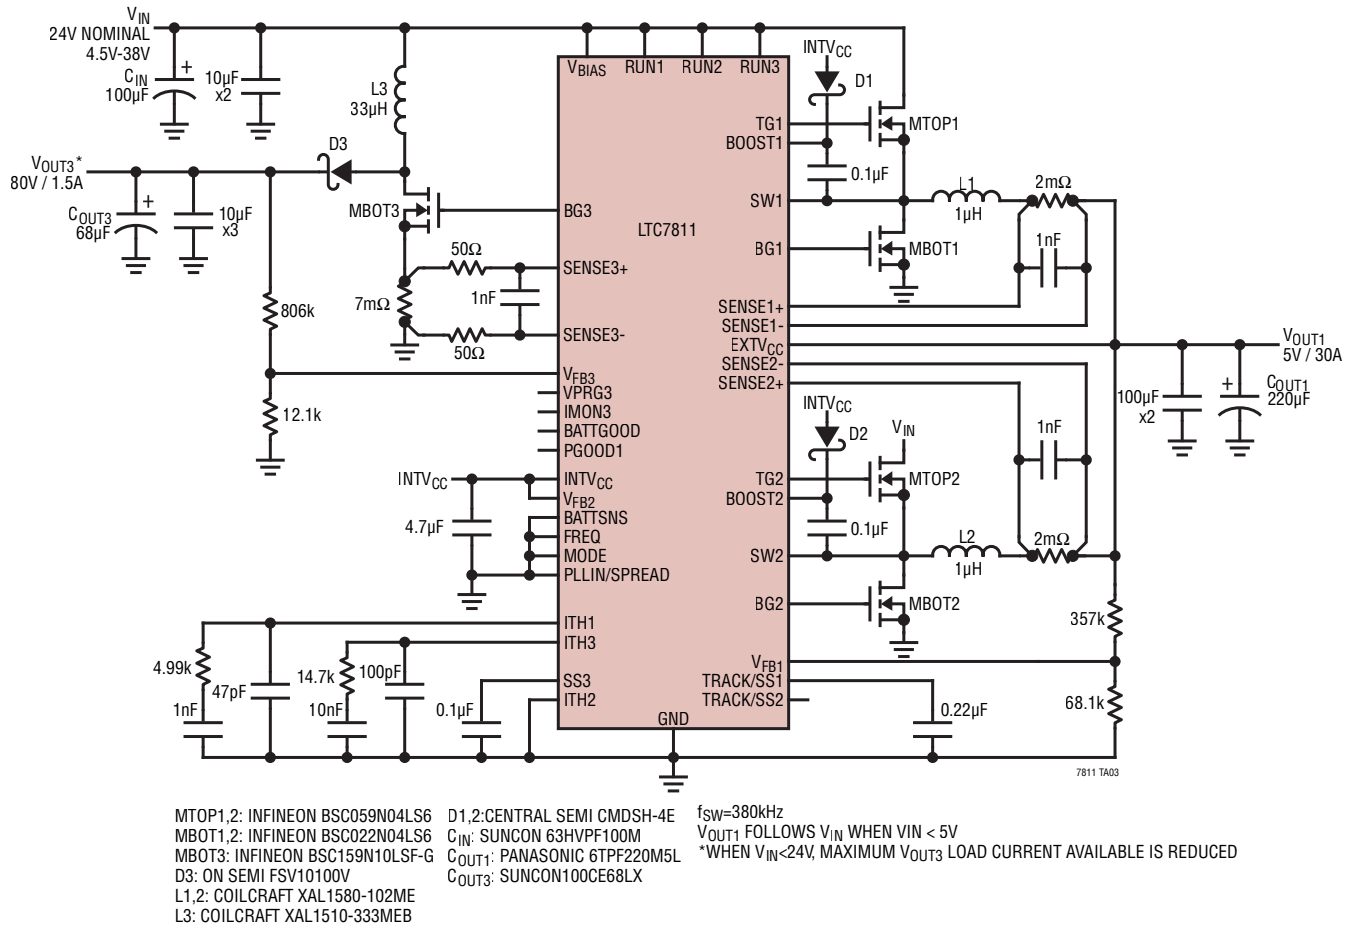 VIN
24V NOMINAL
4.5V-38V
CIN
100µF
+
10µF
x2
L3
33µH
D3
VOUT3*
80V / 1.5A
COUT3
68µF
+
10µF
x3
MBOT3
50Ω
7mΩ
1nF
50Ω
806k
12.1k
INTVCC
4.7µF
4.99k
1nF
47pF
14.7k
10nF
100pF
0.1µF
VBIAS
RUN1
RUN2
RUN3
LTC7811
BG3
SENSE3+
SENSE3-
VFB3
VPRG3
IMON3
BATTGOOD
PGOOD1
INTVCC
VFB2
BATTSNS
FREQ
MODE
PLLIN/SPREAD
ITH1
ITH3
SS3
ITH2
GND
TG1
BOOST1
SW1
BG1
SENSE1+
SENSE1-
EXTVCC
SENSE2-
SENSE2+
TG2
BOOST2
SW2
BG2
VFB1
TRACK/SS1
TRACK/SS2
INTVCC
D1
MTOP1
0.1µF
L1
1µH
2mΩ
1nF
MBOT1
VOUT1
5V / 30A
100µF
x2
+
COUT1
220µF
INTVCC
D2
VIN
MTOP2
0.1µF
1nF
L2
1µH
2mΩ
MBOT2
357k
68.1k
0.22µF
7811 TA03
MTOP1,2: INFINEON BSC059N04LS6
MBOT1,2: INFINEON BSC022N04LS6
MBOT3: INFINEON BSC159N10LSF-G
D3: ON SEMI FSV10100V
L1,2: COILCRAFT XAL1580-102ME
L3: COILCRAFT XAL1510-333MEB
D1,2:CENTRAL SEMI CMDSH-4E
CIN: SUNCON 63HVPF100M
COUT1: PANASONIC 6TPF220M5L
COUT3: SUNCON100CE68LX
fSW=380kHz
VOUT1 FOLLOWS VIN WHEN VIN < 5V
*WHEN VIN<24V, MAXIMUM VOUT3 LOAD CURRENT AVAILABLE IS REDUCED